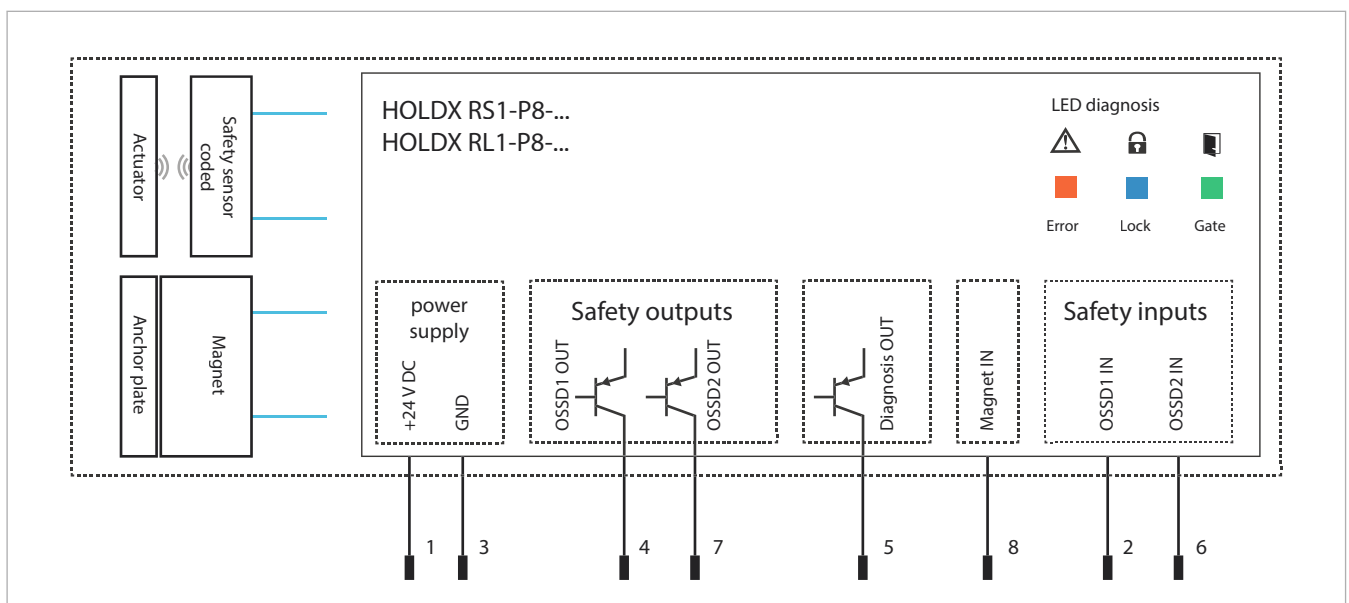 HOLDX RS1-P8-...
HOLDX RL1-P8-...
LED diagnosis
Error
Lock
Gate
Actuator
Safety sensor
coded
Anchor plate
Magnet
power
supply
+24 V DC
GND
Safety outputs
OSSD1 OUT
OSSD2 OUT
Diagnosis OUT
Magnet IN
Safety inputs
OSSD1 IN
OSSD2 IN
1
3
4
7
5
8
2
6